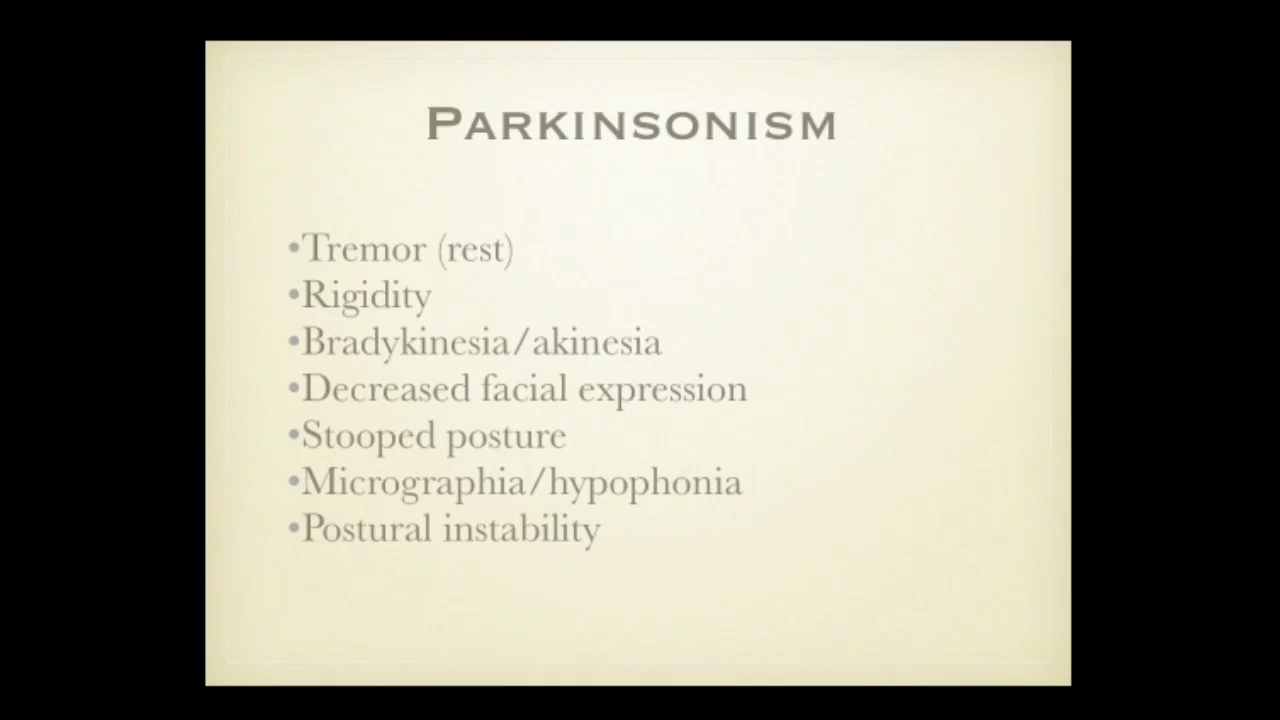 Parkinsonism
•Tremor (rest)
•Rigidity
•Bradykinesia/akinesia
•Decreased facial expression
•Stooped posture
•Micrographia/hypophonia
•Postural instability